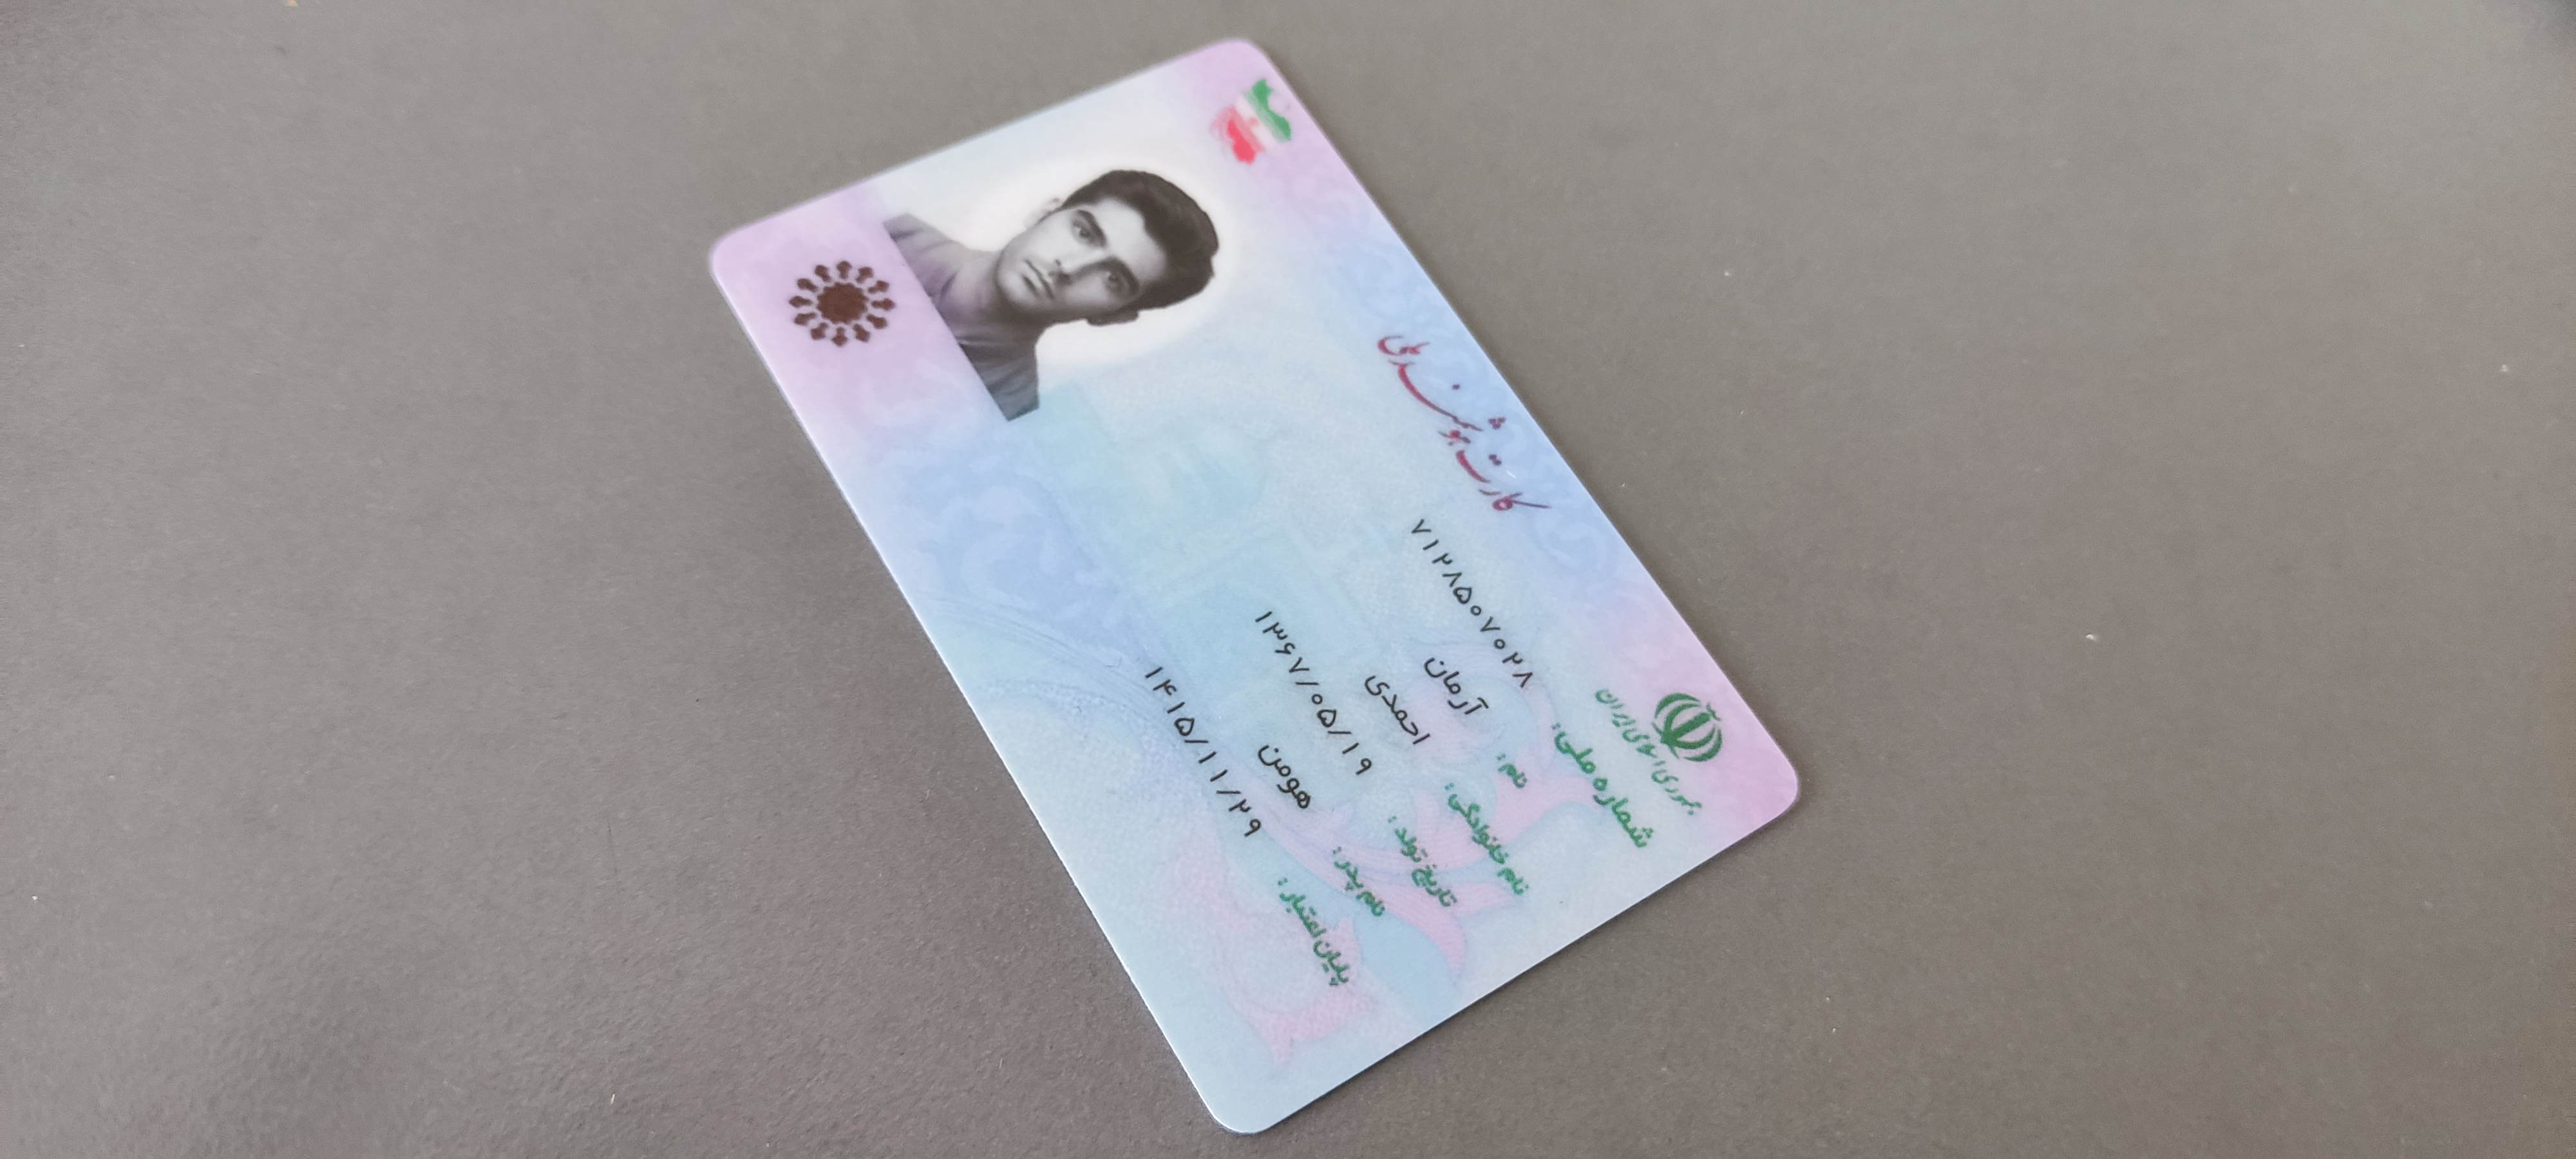 جمهوری اسلامی ایران
کارت هوشمند ملی
شماره ملی: ۷۱۲۸۵۰۷۰۲۸
نام: آرمان
نام خانوادگی: احمدی
تاریخ تولد: ۱۳۶۷/۰۵/۱۹
نام پدر: هومن
پایان اعتبار: ۱۴۱۵/۱۱/۲۹